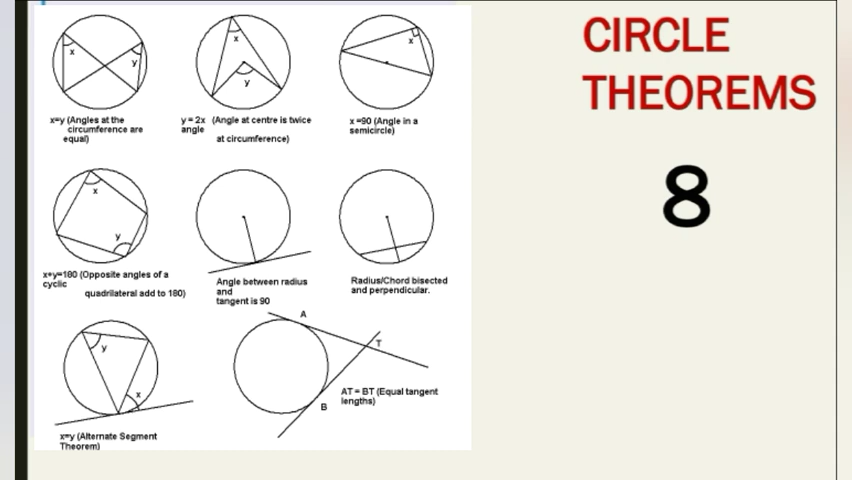 CIRCLE
THEOREMS
8
x
y
x
y
x
x=y (Angles at the
circumference are
equal)
y = 2x (Angle at centre is twice
angle
at circumference)
x =90 (Angle in a
semicircle)
x
y
x+y=180 (Opposite angles of a
cyclic
quadrilateral add to 180)
Angle between radius
and
tangent is 90
Radius/Chord bisected
and perpendicular.
y
x
x=y (Alternate Segment
Theorem)
A
T
B
AT = BT (Equal tangent
lengths)